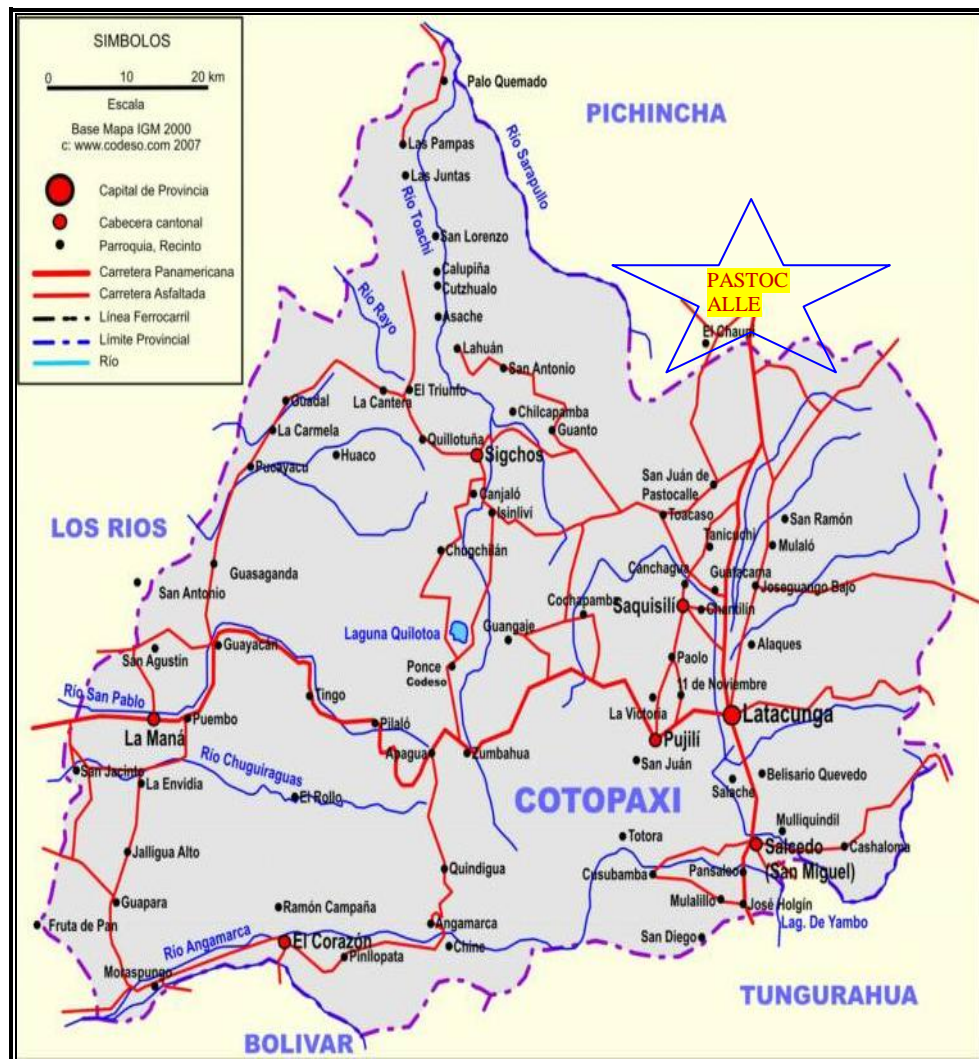 SIMBOLOS
0 10 20 km
Escala
Base Mapa IGM 2000
c: www.codeso.com 2007
Capital de Provincia
Cabecera cantonal
Parroquia, Recinto
Carretera Panamericana
Carretera Asfaltada
Línea Ferrocarril
Límite Provincial
Río
Palo Quemado
PICHINCHA
Las Pampas
Río Sarapullo
Las Juntas
Río Toachi
San Lorenzo
Calupiña
Cutzhualo
Río Rayo
Asache
PASTOC
ALLE
El Chaupi
Lahuán
San Antonio
La Cantera
El Triunfo
Guadal
Chilcapamba
Guanto
La Carmela
Quillotuña
Huaco
Sigchos
Pucayacu
San Juán de
Pastocalle
Canjaló
Isinliví
Toacaso
San Ramón
LOS RIOS
Tanicuchi
Mulaló
Chugchilán
Guasaganda
Canchagua
Guatacama
Joseguango Bajo
San Antonio
Cochapamba
Saquisilí
Chantilín
Laguna Quilotoa
Guangaje
Guayacán
Alaques
San Agustín
Paolo
Ponce
Codeso
11 de Noviembre
Río San Pablo
Tingo
La Victoria
Latacunga
Puembo
Pilaló
La Maná
Pujilí
Apagua
Zumbahua
San Juán
San Jacinto
Río Chuguiraguas
Belisario Quevedo
La Envidia
Salache
El Rollo
COTOPAXI
Mulliquindil
Totora
Salcedo
(San Miguel)
Cashaloma
Jalligua Alto
Quindigua
Cusubamba
Pansaleo
Guapara
Mulalillo
José Holgín
Ramón Campaña
Fruta de Pan
Angamarca
Lag. De Yambo
Río Angamarca
El Corazón
Chine
San Diego
Pinllopata
Moraspungo
TUNGURAHUA
BOLIVAR